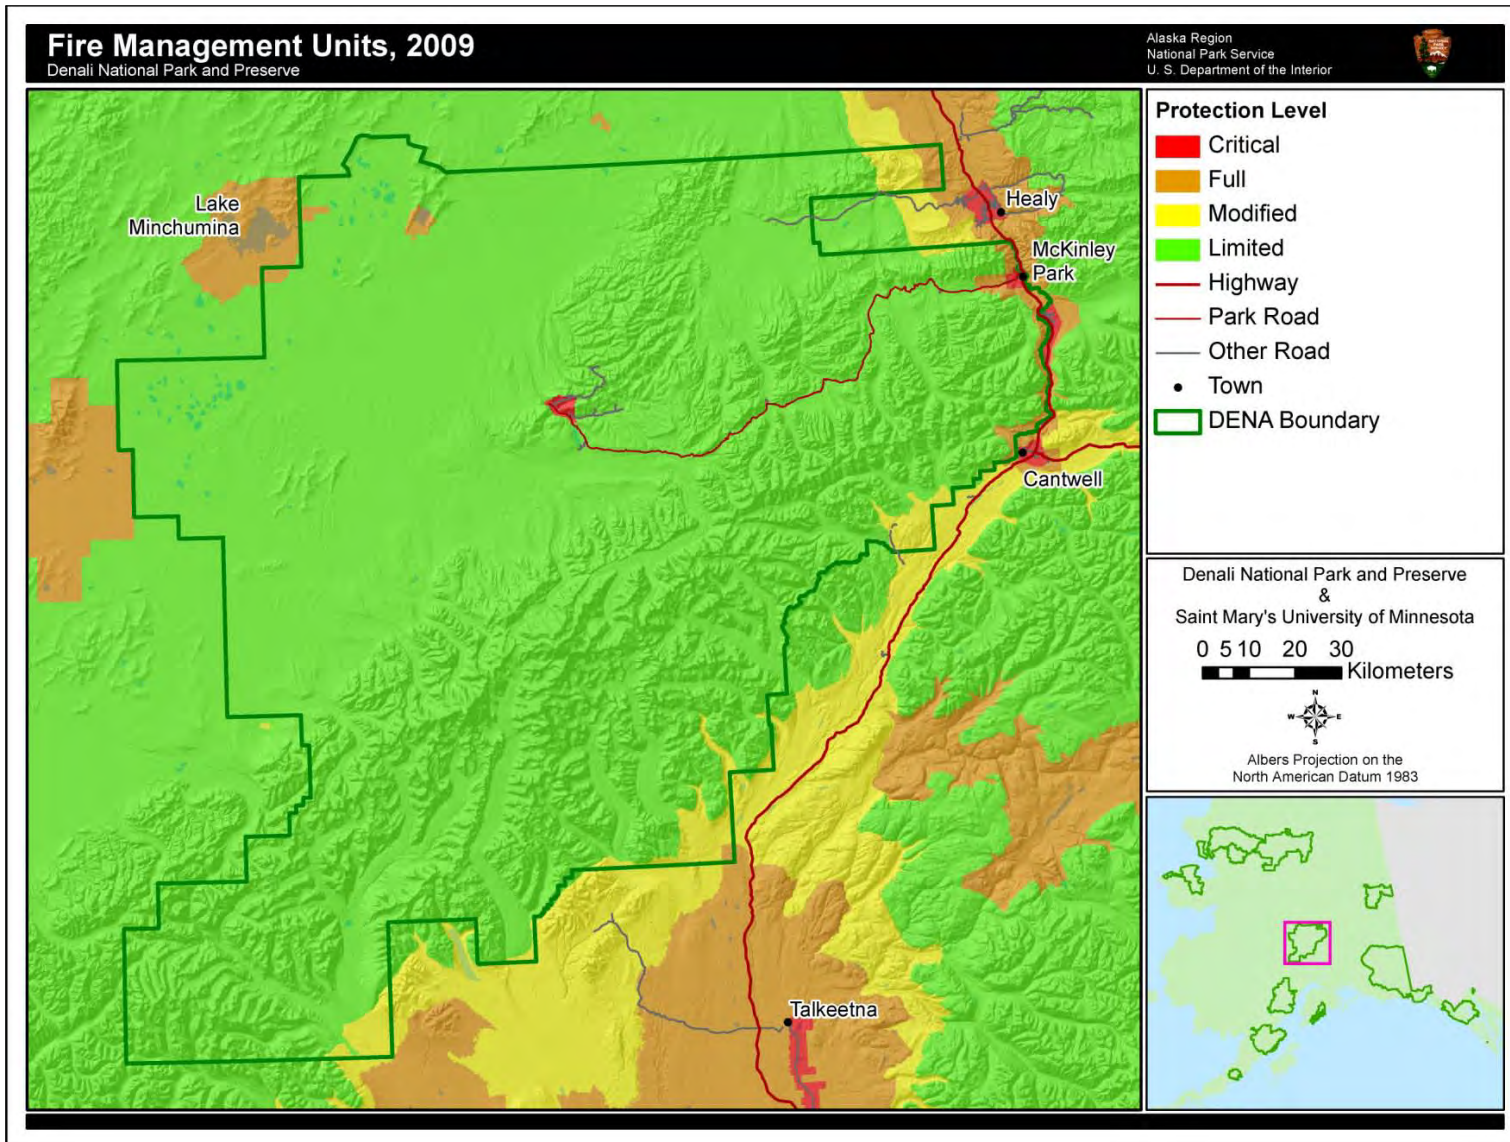 Fire Management Units, 2009
Denali National Park and Preserve
Alaska Region
National Park Service
U. S. Department of the Interior
Lake
Minchumina
Healy
McKinley
Park
Cantwell
Talkeetna
Protection Level
Critical
Full
Modified
Limited
Highway
Park Road
Other Road
Town
DENA Boundary
Denali National Park and Preserve
&
Saint Mary's University of Minnesota
0 5 10 20 30
Kilometers
N
W E
S
Albers Projection on the
North American Datum 1983